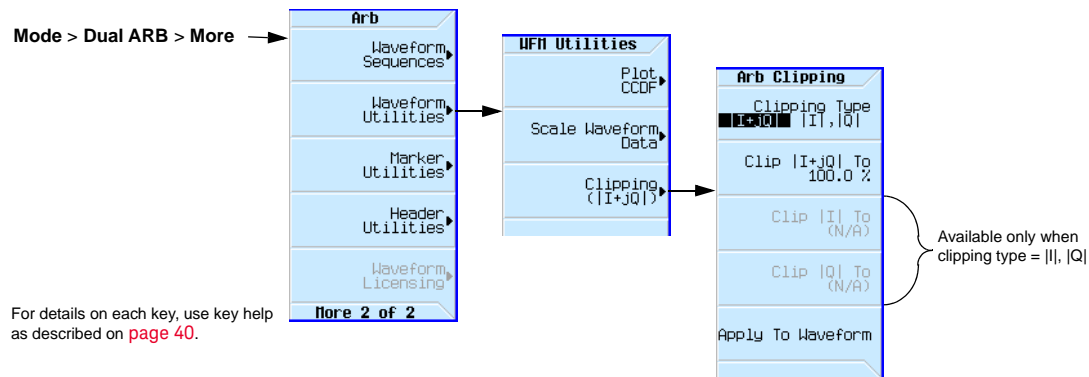 Mode > Dual ARB > More
Arb
Waveform
Sequences
Waveform
Utilities
Marker
Utilities
Header
Utilities
Waveform
Licensing
More 2 of 2
WFM Utilities
Plot
CCDF
Scale Waveform
Data
Clipping
(|I+jQ|)
Arb Clipping
Clipping Type
|I+jQ| |I|,|Q|
Clip |I+jQ| To
100.0 %
Clip |I| To
(N/A)
Clip |Q| To
(N/A)
Apply To Waveform
Available only when
clipping type = |I|, |Q|
For details on each key, use key help
as described on page 40.